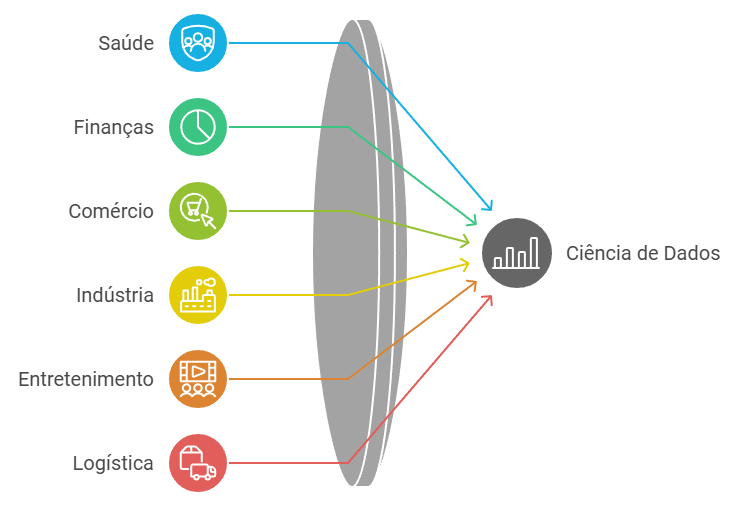 Saúde
Finanças
Comércio
Indústria
Entretenimento
Logística
Ciência de Dados